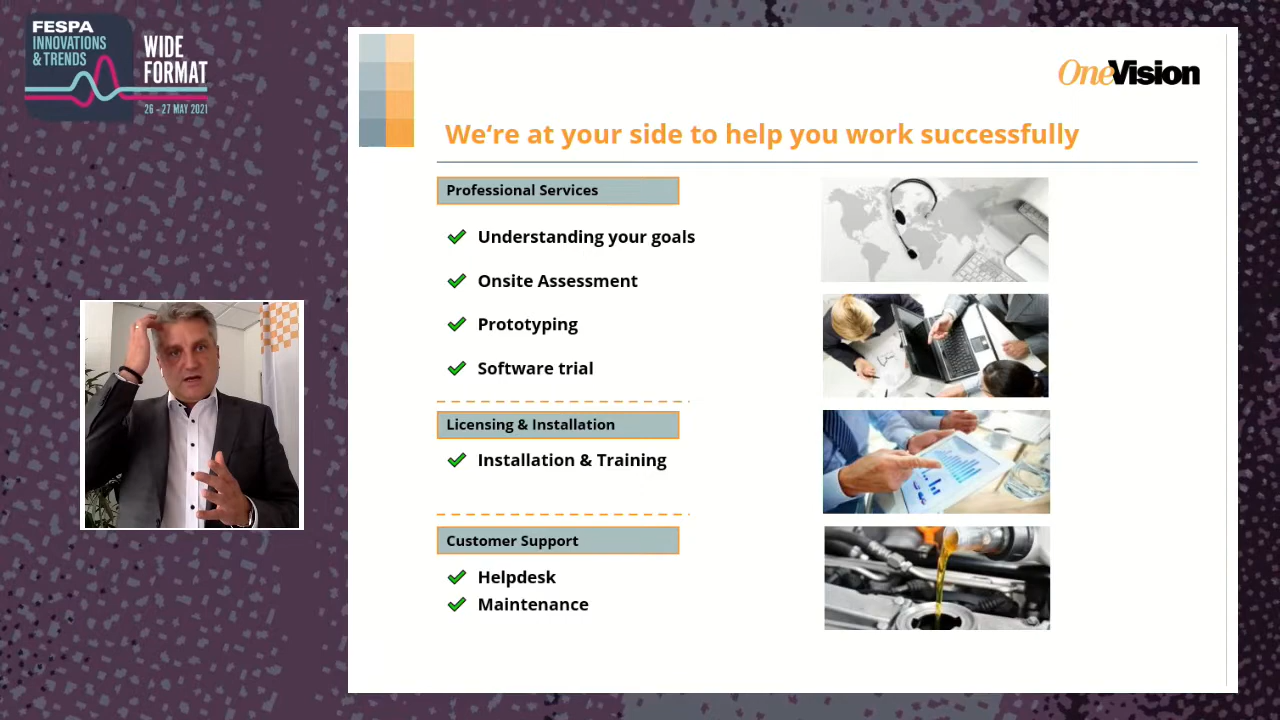 FESPA
INNOVATIONS
& TRENDS
WIDE
FORMAT
26 - 27 MAY 2021
OneVision
We‘re at your side to help you work successfully
Professional Services
Understanding your goals
Onsite Assessment
Prototyping
Software trial
Licensing & Installation
Installation & Training
Customer Support
Helpdesk
Maintenance